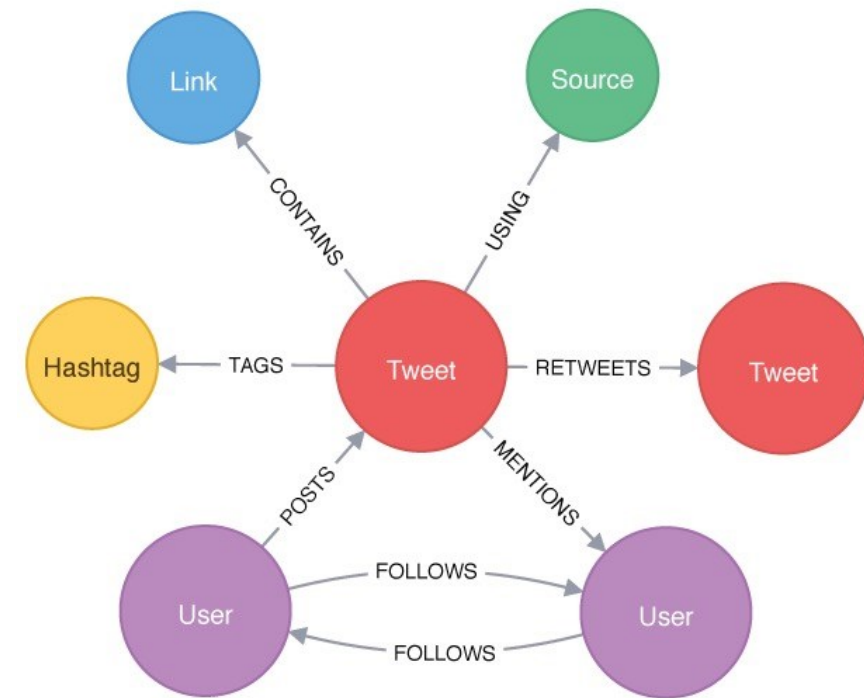 Link
Source
CONTAINS
USING
Hashtag
TAGS
Tweet
RETWEETS
Tweet
POSTS
MENTIONS
FOLLOWS
User
User
FOLLOWS